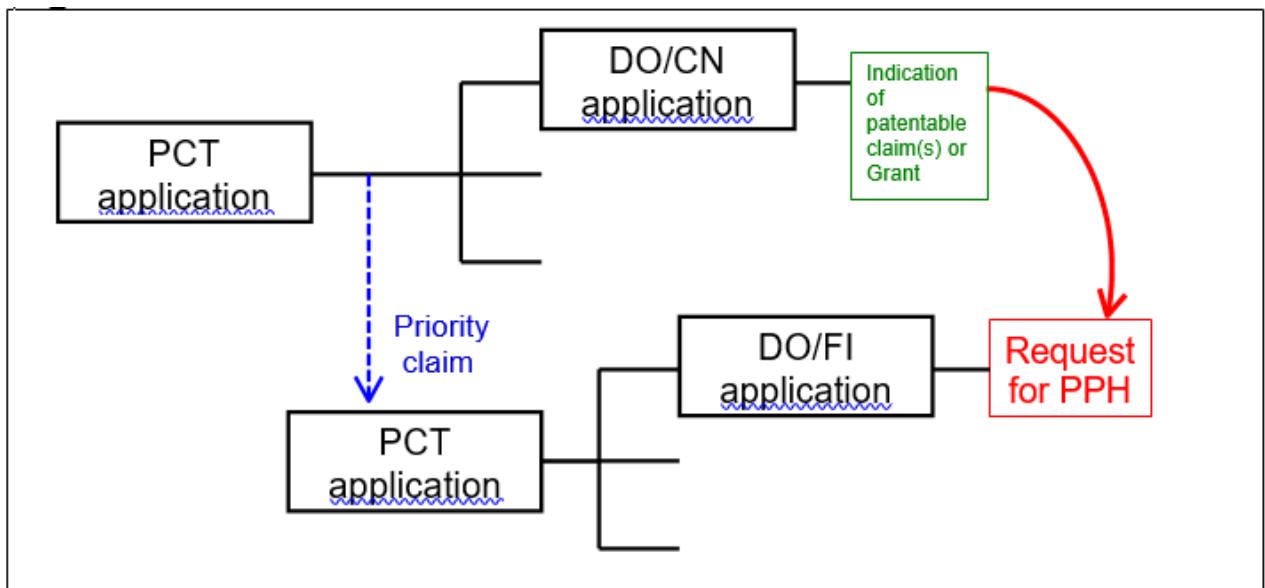 DO/CN
application
Indication
of
patentable
claim(s) or
Grant
PCT
application
Priority
claim
DO/FI
application
Request
for PPH
PCT
application